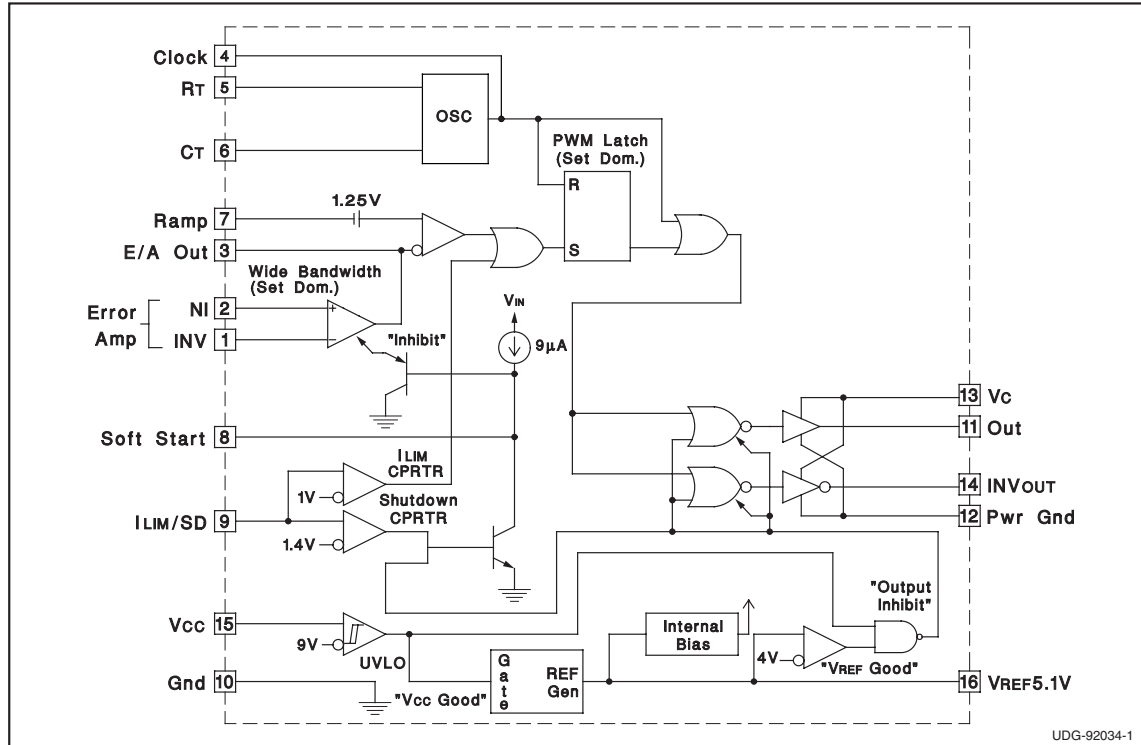 Clock 4
RT 5
OSC
CT 6
PWM Latch
(Set Dom.)
R
S
1.25V
Ramp 7
E/A Out 3
Wide Bandwidth
(Set Dom.)
Error
Amp
NI 2
INV 1
+
–
"Inhibit"
VIN
9µA
Soft Start 8
ILIM
CPRTR
1V
Shutdown
CPRTR
ILIM/SD 9
1.4V
13 VC
11 Out
14 INVOUT
12 Pwr Gnd
"Output
Inhibit"
VCC 15
9V
UVLO
Internal
Bias
4V
"VREF Good"
Gnd 10
"VCC Good"
Gate
REF
Gen
16 VREF5.1V
UDG-92034-1